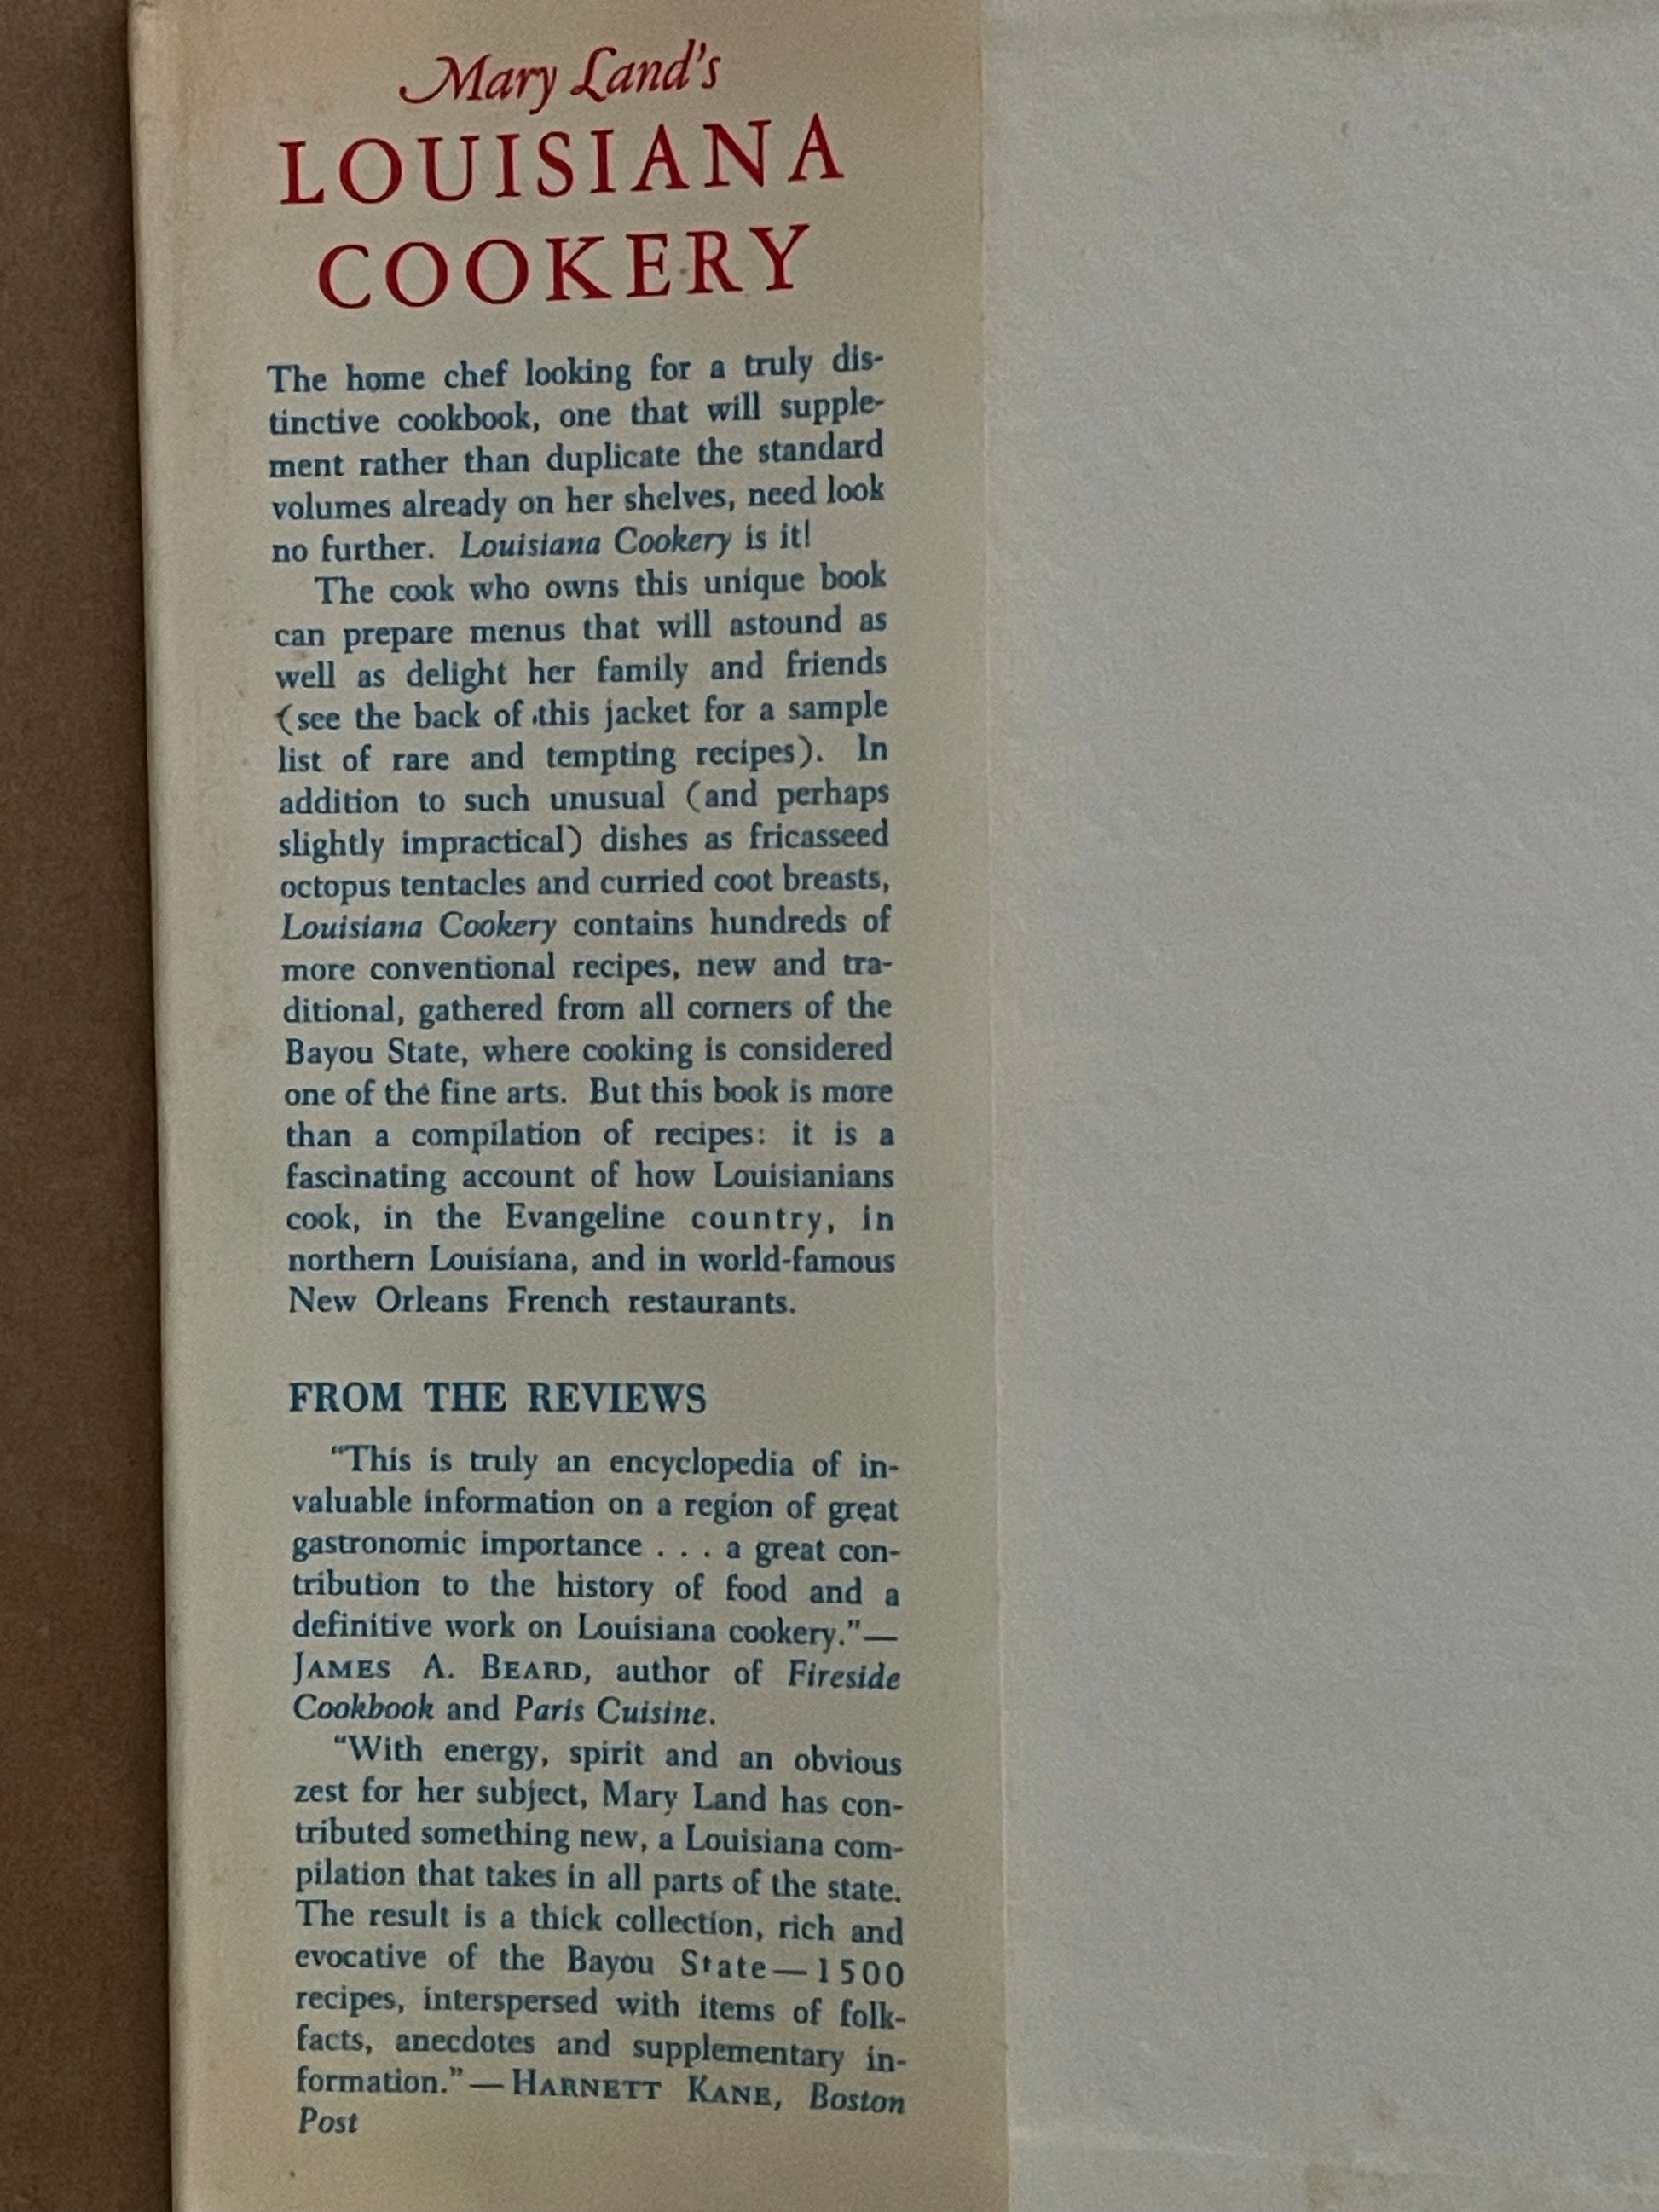 Mary Land's
LOUISIANA
COOKERY
The home chef looking for a truly dis-
tinctive cookbook, one that will supple-
ment rather than duplicate the standard
volumes already on her shelves, need look
no further. Louisiana Cookery is it!
The cook who owns this unique book
can prepare menus that will astound as
well as delight her family and friends
(see the back of this jacket for a sample
list of rare and tempting recipes). In
addition to such unusual (and perhaps
slightly impractical) dishes as fricasseed
octopus tentacles and curried coot breasts,
Louisiana Cookery contains hundreds of
more conventional recipes, new and tra-
ditional, gathered from all corners of the
Bayou State, where cooking is considered
one of the fine arts. But this book is more
than a compilation of recipes: it is a
fascinating account of how Louisianians
cook, in the Evangeline country, in
northern Louisiana, and in world-famous
New Orleans French restaurants.
FROM THE REVIEWS
"This is truly an encyclopedia of in-
valuable information on a region of great
gastronomic importance . . . a great con-
tribution to the history of food and a
definitive work on Louisiana cookery."—
JAMES A. BEARD, author of Fireside
Cookbook and Paris Cuisine.
"With energy, spirit and an obvious
zest for her subject, Mary Land has con-
tributed something new, a Louisiana com-
pilation that takes in all parts of the state.
The result is a thick collection, rich and
evocative of the Bayou State—1500
recipes, interspersed with items of folk-
facts, anecdotes and supplementary in-
formation."—HARNETT KANE, Boston
Post